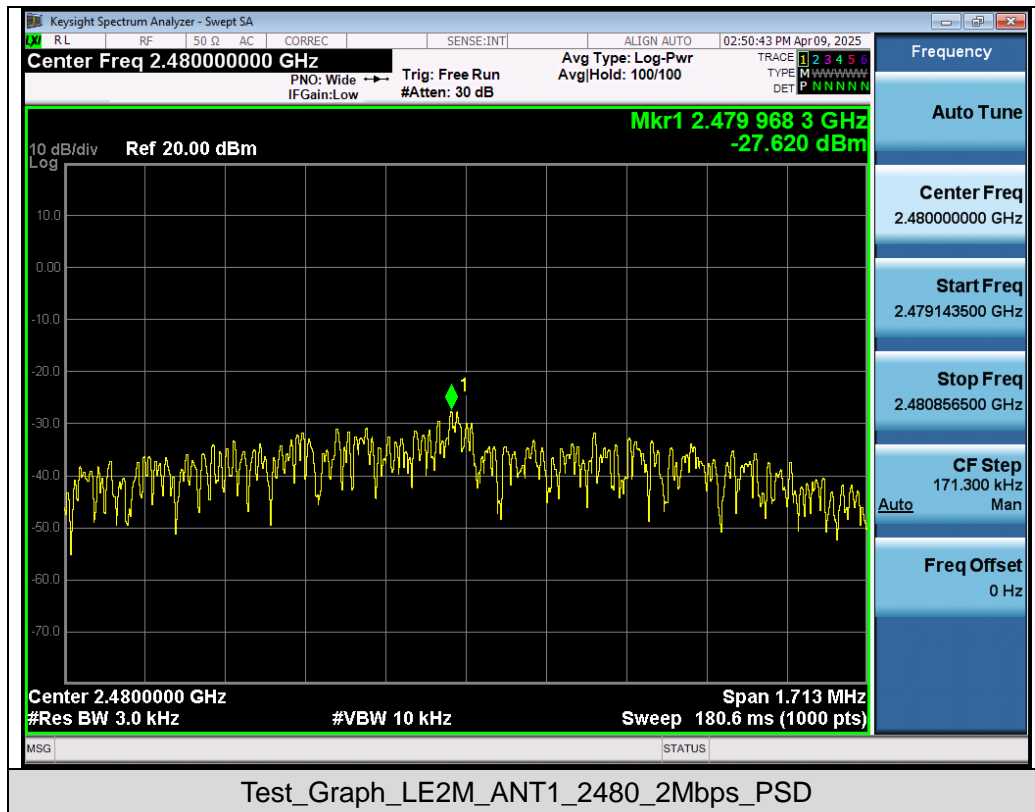 Keysight Spectrum Analyzer - Swept SA
LXI RL RF 50 Ω AC CORREC SENSE:INT ALIGN AUTO 02:50:43 PM Apr 09, 2025
Center Freq 2.480000000 GHz
PNO: Wide
IFGain:Low
Trig: Free Run
#Atten: 30 dB
Avg Type: Log-Pwr
Avg|Hold: 100/100
TRACE 1 2 3 4 5 6
TYPE M WWWWW
DET P N N N N N
Mkr1 2.479 968 3 GHz
-27.620 dBm
10 dB/div Ref 20.00 dBm
Log
10.0
0.00
-10.0
-20.0
-30.0
-40.0
-50.0
-60.0
-70.0
1
Center 2.4800000 GHz Span 1.713 MHz
#Res BW 3.0 kHz #VBW 10 kHz Sweep 180.6 ms (1000 pts)
MSG STATUS
Frequency
Auto Tune
Center Freq
2.480000000 GHz
Start Freq
2.479143500 GHz
Stop Freq
2.480856500 GHz
CF Step
171.300 kHz
Auto Man
Freq Offset
0 Hz
Test_Graph_LE2M_ANT1_2480_2Mbps_PSD